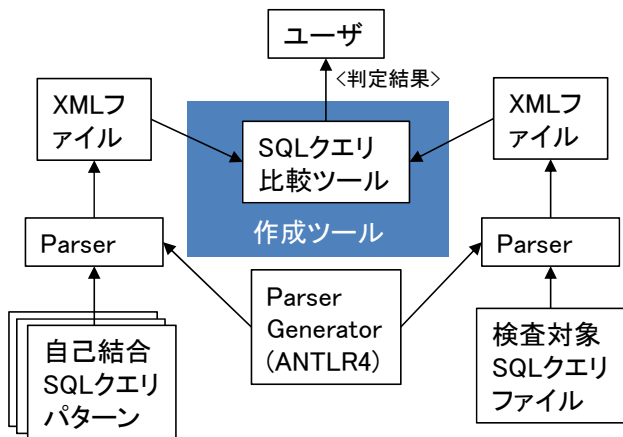 ユーザ
<判定結果>
XMLフ
ァイル
SQLクエリ
比較ツール
XMLフ
ァイル
作成ツール
Parser
Parser
Parser
Generator
(ANTLR4)
自己結合
SQLクエリ
パターン
検査対象
SQLクエリ
ファイル